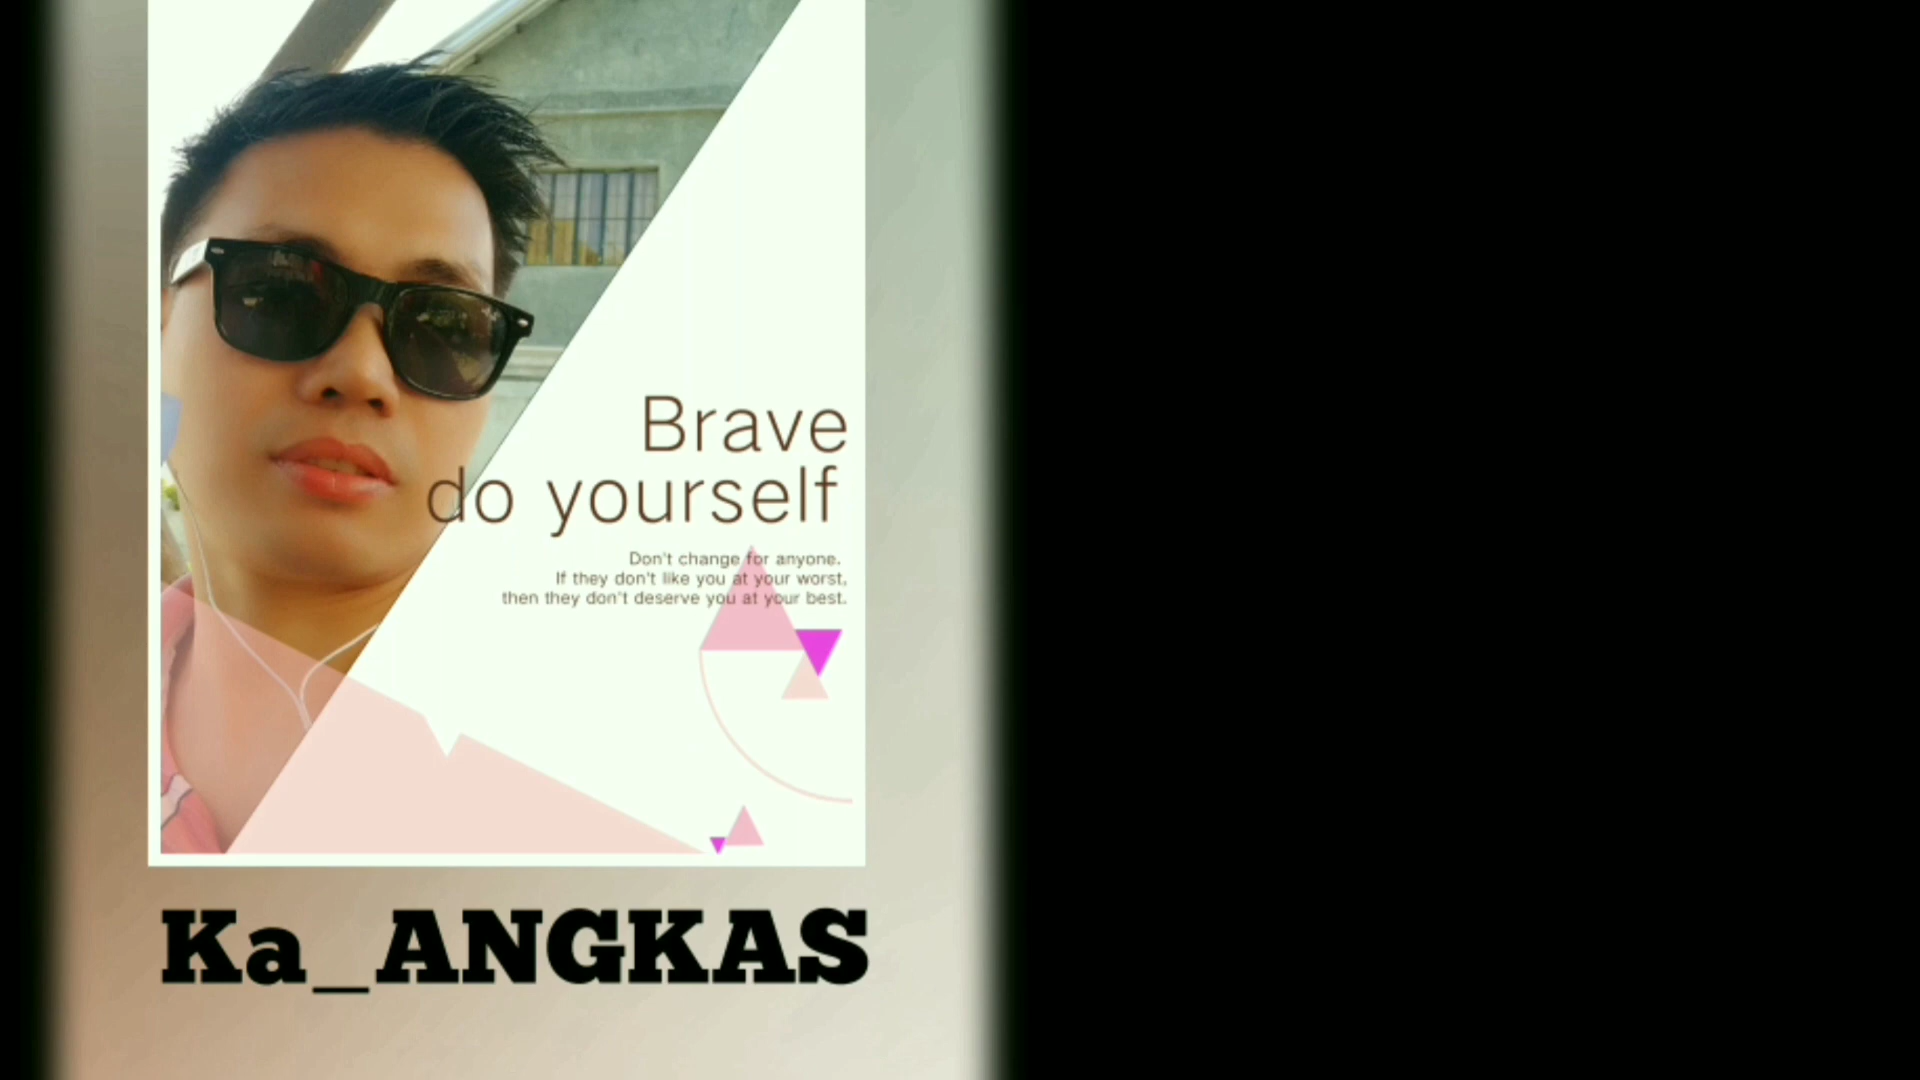 Brave
do yourself
Don't change for anyone.
If they don't like you at your worst,
then they don't deserve you at your best.
Ka_ANGKAS